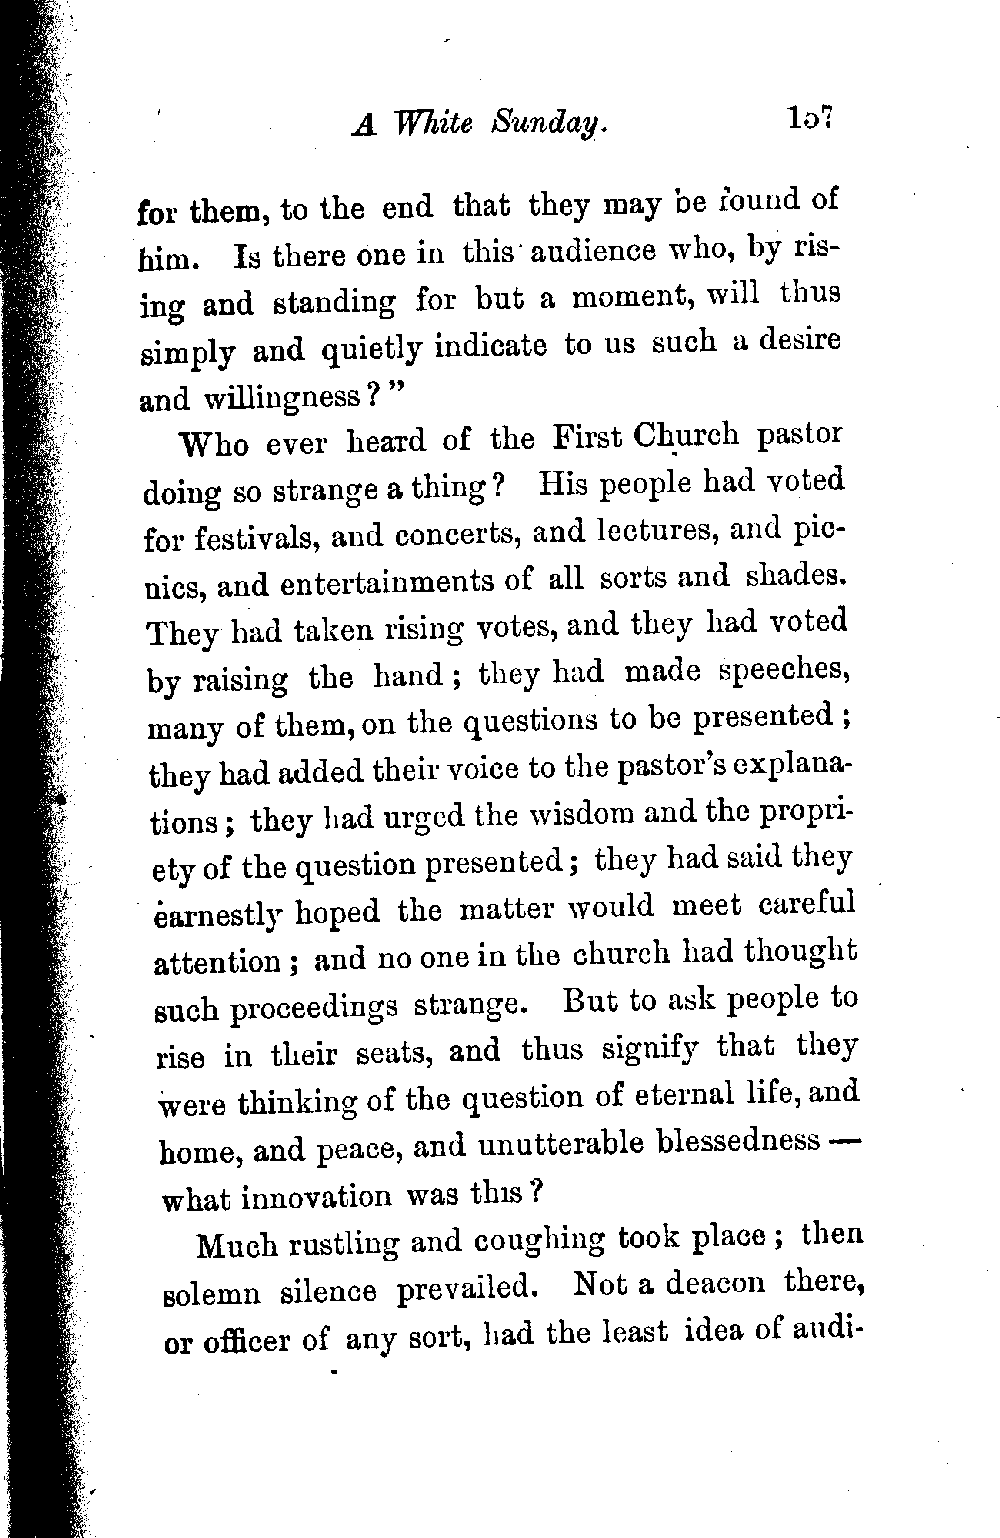 A White Sunday. 157
for them, to the end that they may be found of
him. Is there one in this audience who, by ris-
ing and standing for but a moment, will thus
simply and quietly indicate to us such a desire
and willingness?"
Who ever heard of the First Church pastor
doing so strange a thing? His people had voted
for festivals, and concerts, and lectures, and pic-
nics, and entertainments of all sorts and shades.
They had taken rising votes, and they had voted
by raising the hand; they had made speeches,
many of them, on the questions to be presented;
they had added their voice to the pastor's explana-
tions; they had urged the wisdom and the propri-
ety of the question presented; they had said they
earnestly hoped the matter would meet careful
attention; and no one in the church had thought
such proceedings strange. But to ask people to
rise in their seats, and thus signify that they
were thinking of the question of eternal life, and
home, and peace, and unutterable blessedness —
what innovation was this?
Much rustling and coughing took place; then
solemn silence prevailed. Not a deacon there,
or officer of any sort, had the least idea of audi-